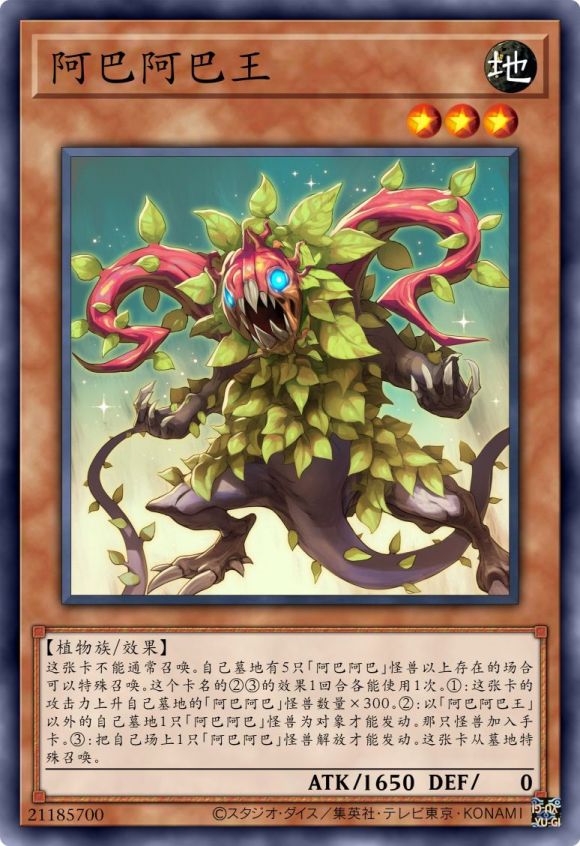 阿巴阿巴王
地
【植物族/效果】
这张卡不能通常召唤。自己墓地有5只「阿巴阿巴」怪兽以上存在的场合
可以特殊召唤。这个卡名的②③的效果1回合各能使用1次。①:这张卡的
攻击力上升自己墓地的「阿巴阿巴」怪兽数量×300。②:以「阿巴阿巴王」
以外的自己墓地1只「阿巴阿巴」怪兽为对象才能发动。那只怪兽加入手
卡。③:把自己场上1只「阿巴阿巴」怪兽解放才能发动。这张卡从墓地特
殊召唤。
ATK/1650 DEF/ 0
21185700 ©スタジオ・ダイス/集英社・テレビ東京・KONAMI